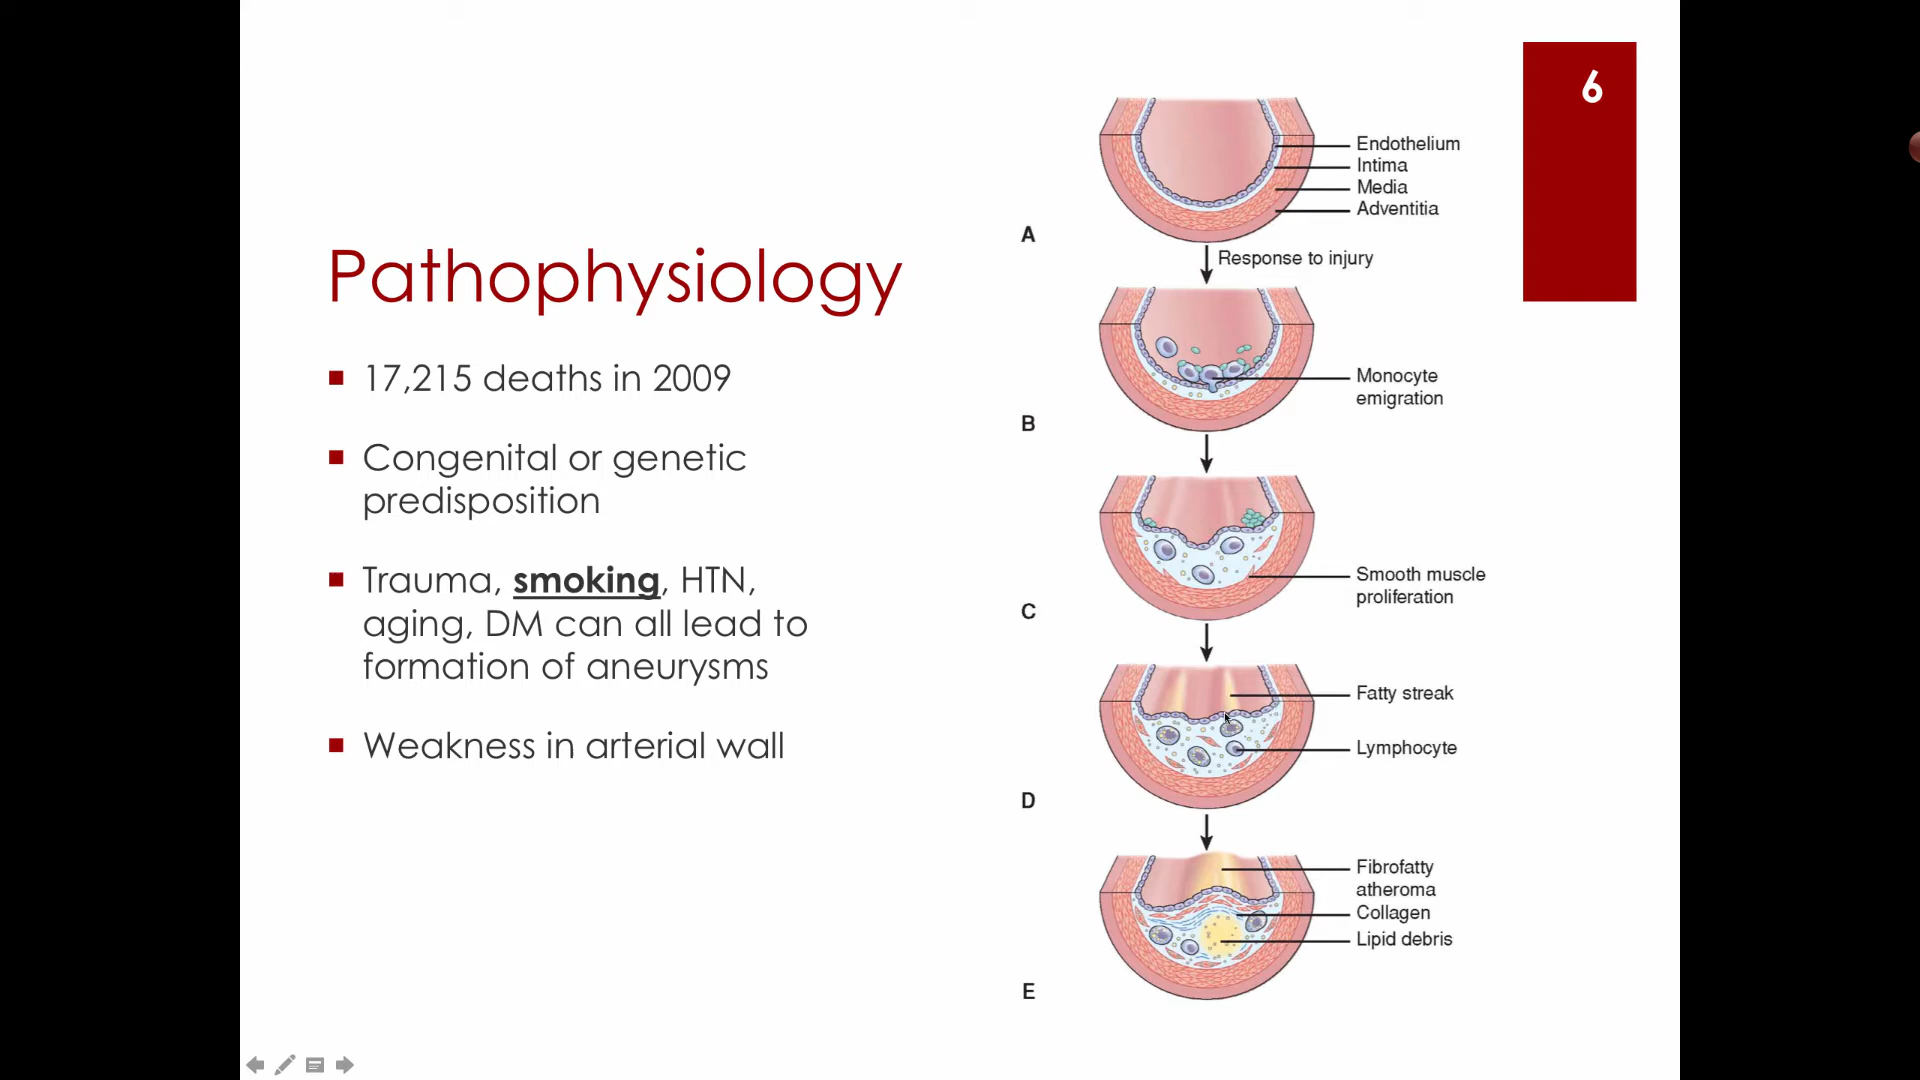 6
Pathophysiology
■ 17,215 deaths in 2009
■ Congenital or genetic
predisposition
■ Trauma, smoking, HTN,
aging, DM can all lead to
formation of aneurysms
■ Weakness in arterial wall
Endothelium
Intima
Media
Adventitia
A
Response to injury
Monocyte
emigration
B
Smooth muscle
proliferation
C
Fatty streak
Lymphocyte
D
Fibrofatty
atheroma
Collagen
Lipid debris
E